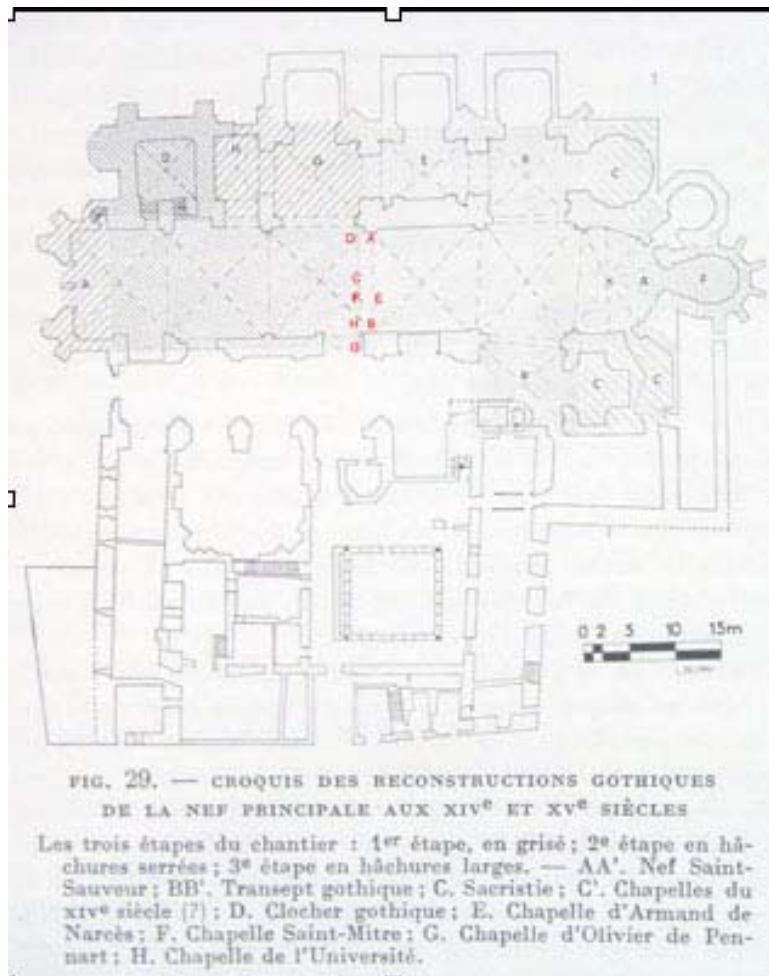 1
D
H
G
E
B
C
D A'
C
F E
H B
G
A
A
F
B
C
C
0 2 5 10 15m
FIG. 29. — CROQUIS DES RECONSTRUCTIONS GOTHIQUES
DE LA NEF PRINCIPALE AUX XIVe ET XVe SIÈCLES
Les trois étapes du chantier : 1er étape, en grisé ; 2e étape en hâ-
chures serrées ; 3e étape en hâchures larges. — AA'. Nef Saint-
Sauveur ; BB'. Transept gothique ; C. Sacristie ; C'. Chapelles du
XIVe siècle (?) ; D. Clocher gothique ; E. Chapelle d'Armand de
Narcès ; F. Chapelle Saint-Mitre ; G. Chapelle d'Olivier de Pen-
nart ; H. Chapelle de l'Université.